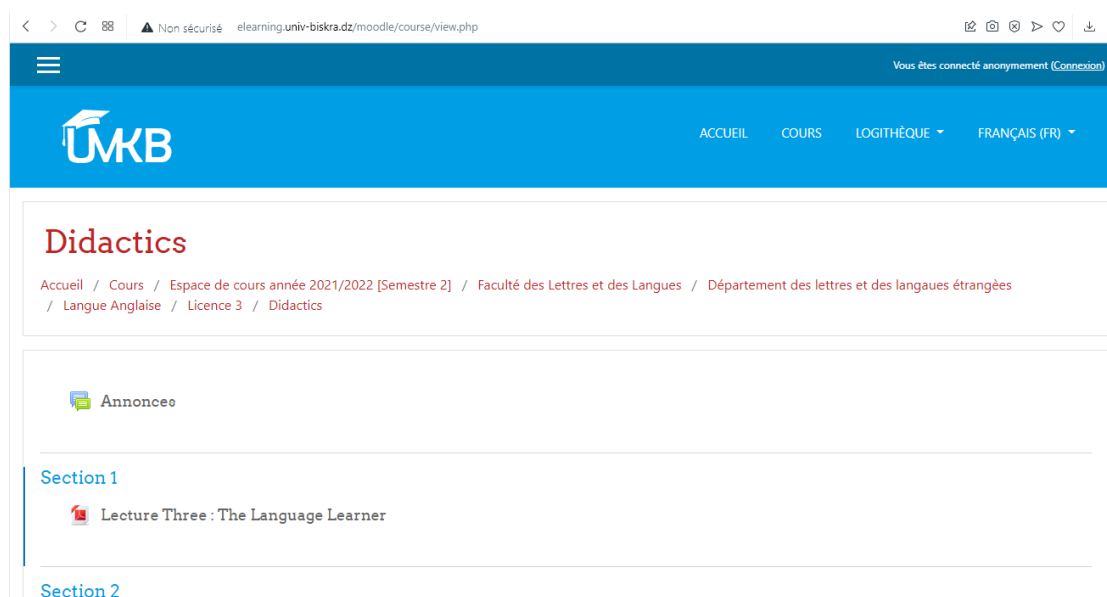 Non sécurisé elearning.univ-biskra.dz/moodle/course/view.php
Vous êtes connecté anonymement (Connexion)
UMKB
ACCUEIL COURS LOGITHÈQUE FRANÇAIS (FR)
Didactics
Accueil / Cours / Espace de cours année 2021/2022 [Semestre 2] / Faculté des Lettres et des Langues / Département des lettres et des langaues étrangèes
/ Langue Anglaise / Licence 3 / Didactics
Annonces
Section 1
Lecture Three : The Language Learner
Section 2